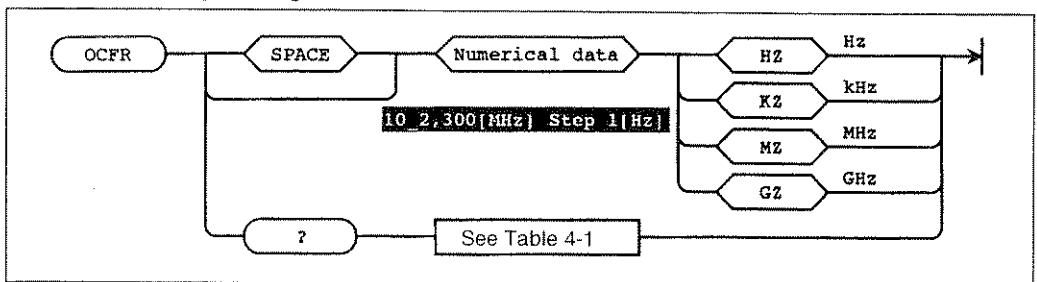 OCFR SPACE Numerical data HZ Hz
KZ kHz
10_2,300[MHz] Step 1[Hz]
MZ MHz
GZ GHz
? See Table 4-1